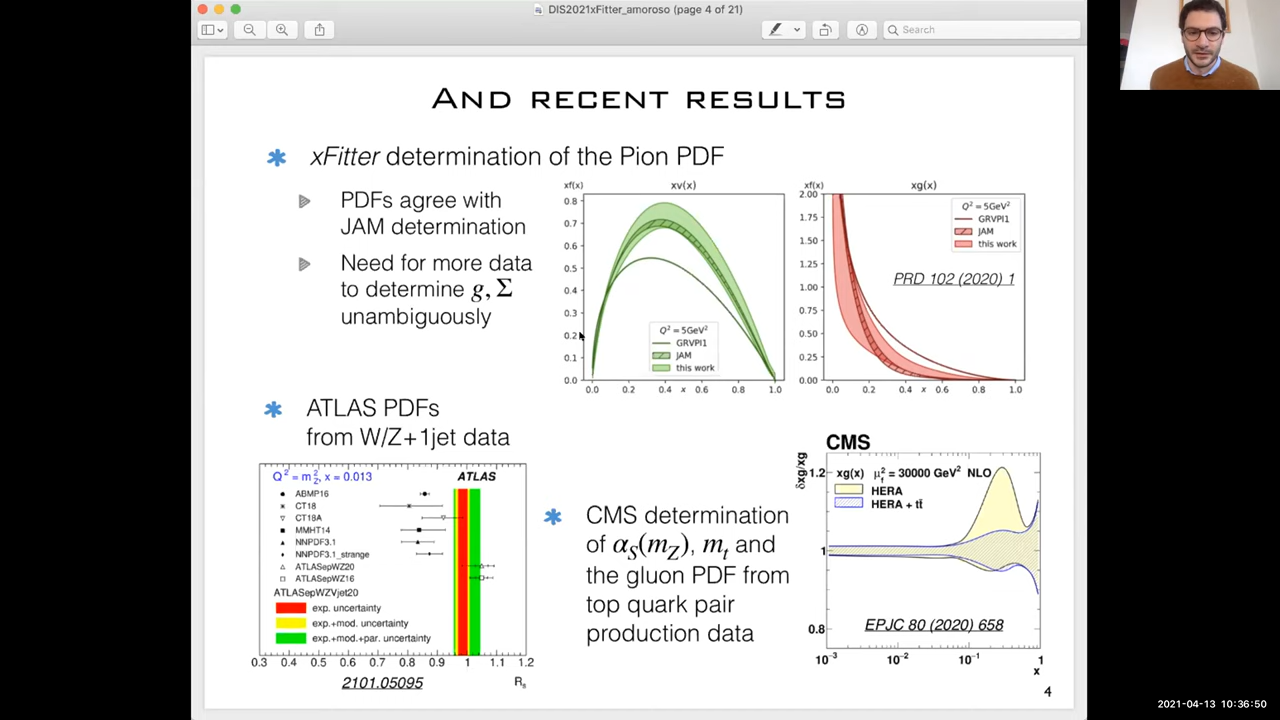 DIS2021xFitter_amoroso (page 4 of 21)
Search
AND RECENT RESULTS
xFitter determination of the Pion PDF
PDFs agree with
JAM determination
Need for more data
to determine g, Σ
unambiguously
xf(x)
xv(x)
0.8
0.7
0.6
0.5
0.4
0.3
0.2
0.1
0.0
Q² = 5GeV²
GRVPI1
JAM
this work
0.0 0.2 0.4 x 0.6 0.8 1.0
xf(x)
xg(x)
2.00
1.75
1.50
1.25
1.00
0.75
0.50
0.25
0.00
Q² = 5GeV²
GRVPI1
JAM
this work
PRD 102 (2020) 1
0.0 0.2 0.4 x 0.6 0.8 1.0
ATLAS PDFs
from W/Z+1jet data
Q² = m²_Z, x = 0.013
ATLAS
ABMP16
CT18
CT18A
MMHT14
NNPDF3.1
NNPDF3.1_strange
ATLASepWZ20
ATLASepWZ16
ATLASepWZVjet20
exp. uncertainty
exp.+mod. uncertainty
exp.+mod.+par. uncertainty
0.3 0.4 0.5 0.6 0.7 0.8 0.9 1 1.1 1.2
R_s
2101.05095
CMS determination
of α_S(m_Z), m_t and
the gluon PDF from
top quark pair
production data
CMS
δxg/xg
xg(x) μ²_f = 30000 GeV² NLO
HERA
HERA + tt̄
1.2
1
0.8
EPJC 80 (2020) 658
10⁻³ 10⁻² 10⁻¹ 1
x
4
2021-04-13 10:36:50